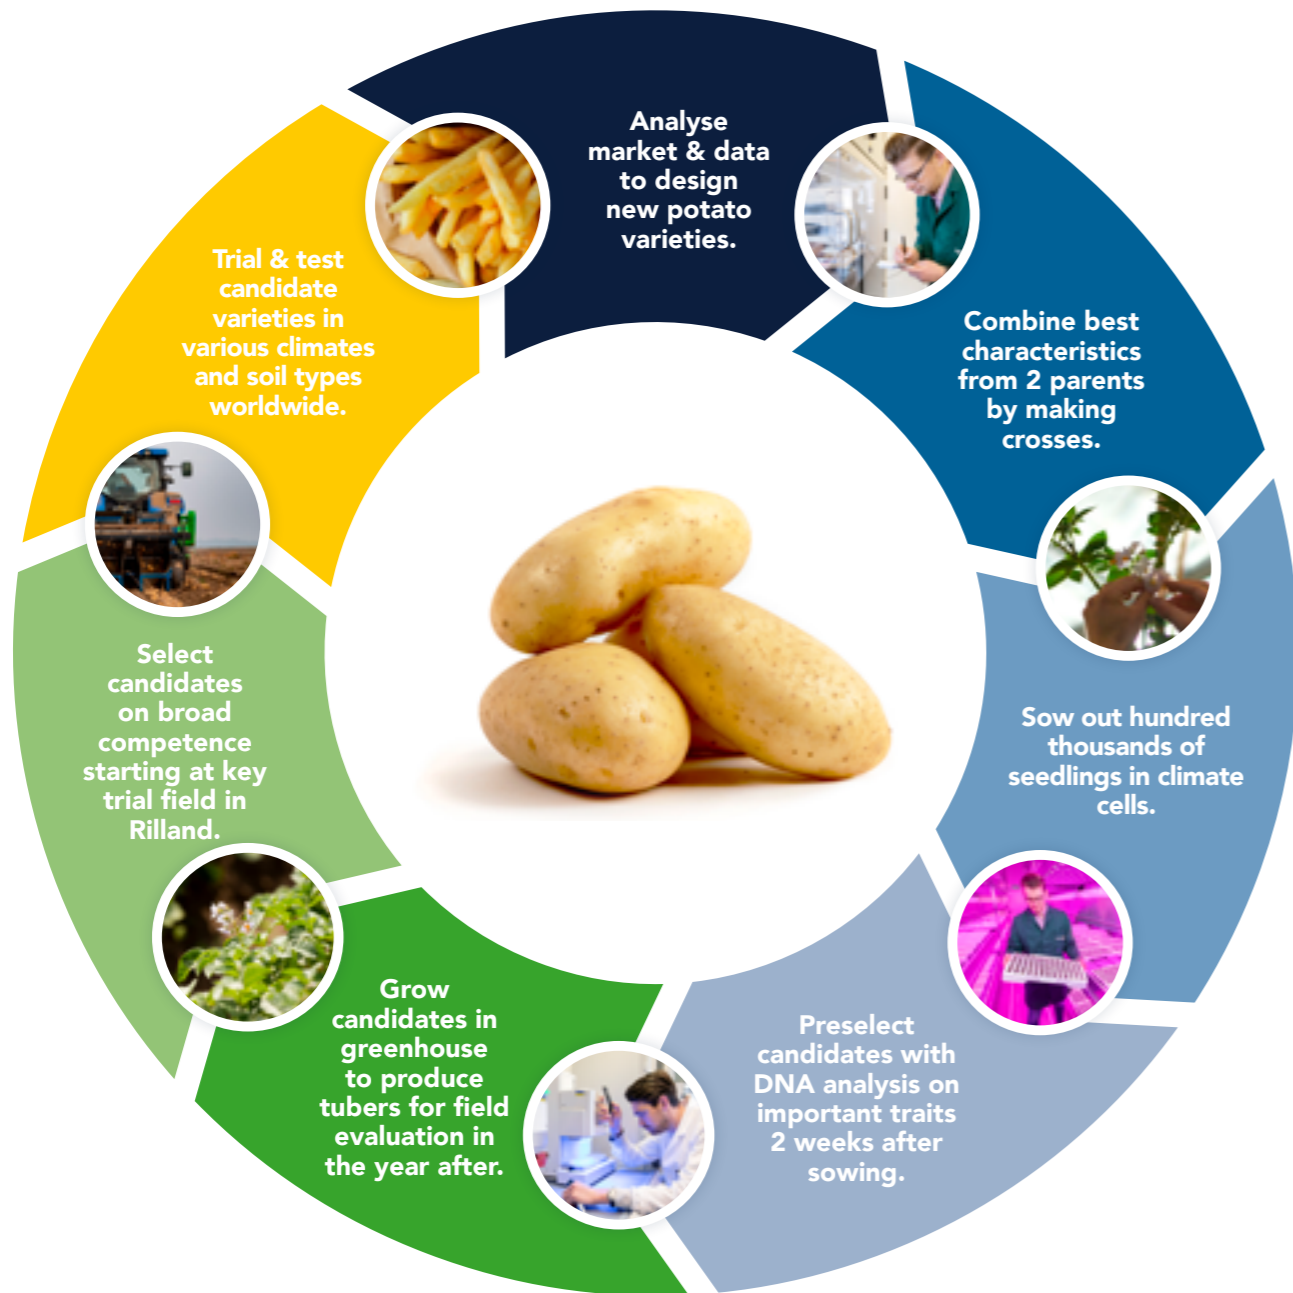 Analyse
market & data
to design
new potato
varieties.
Combine best
characteristics
from 2 parents
by making
crosses.
Sow out hundred
thousands of
seedlings in climate
cells.
Preselect
candidates with
DNA analysis on
important traits
2 weeks after
sowing.
Grow
candidates in
greenhouse
to produce
tubers for field
evaluation in
the year after.
Select
candidates
on broad
competence
starting at key
trial field in
Rilland.
Trial & test
candidate
varieties in
various climates
and soil types
worldwide.